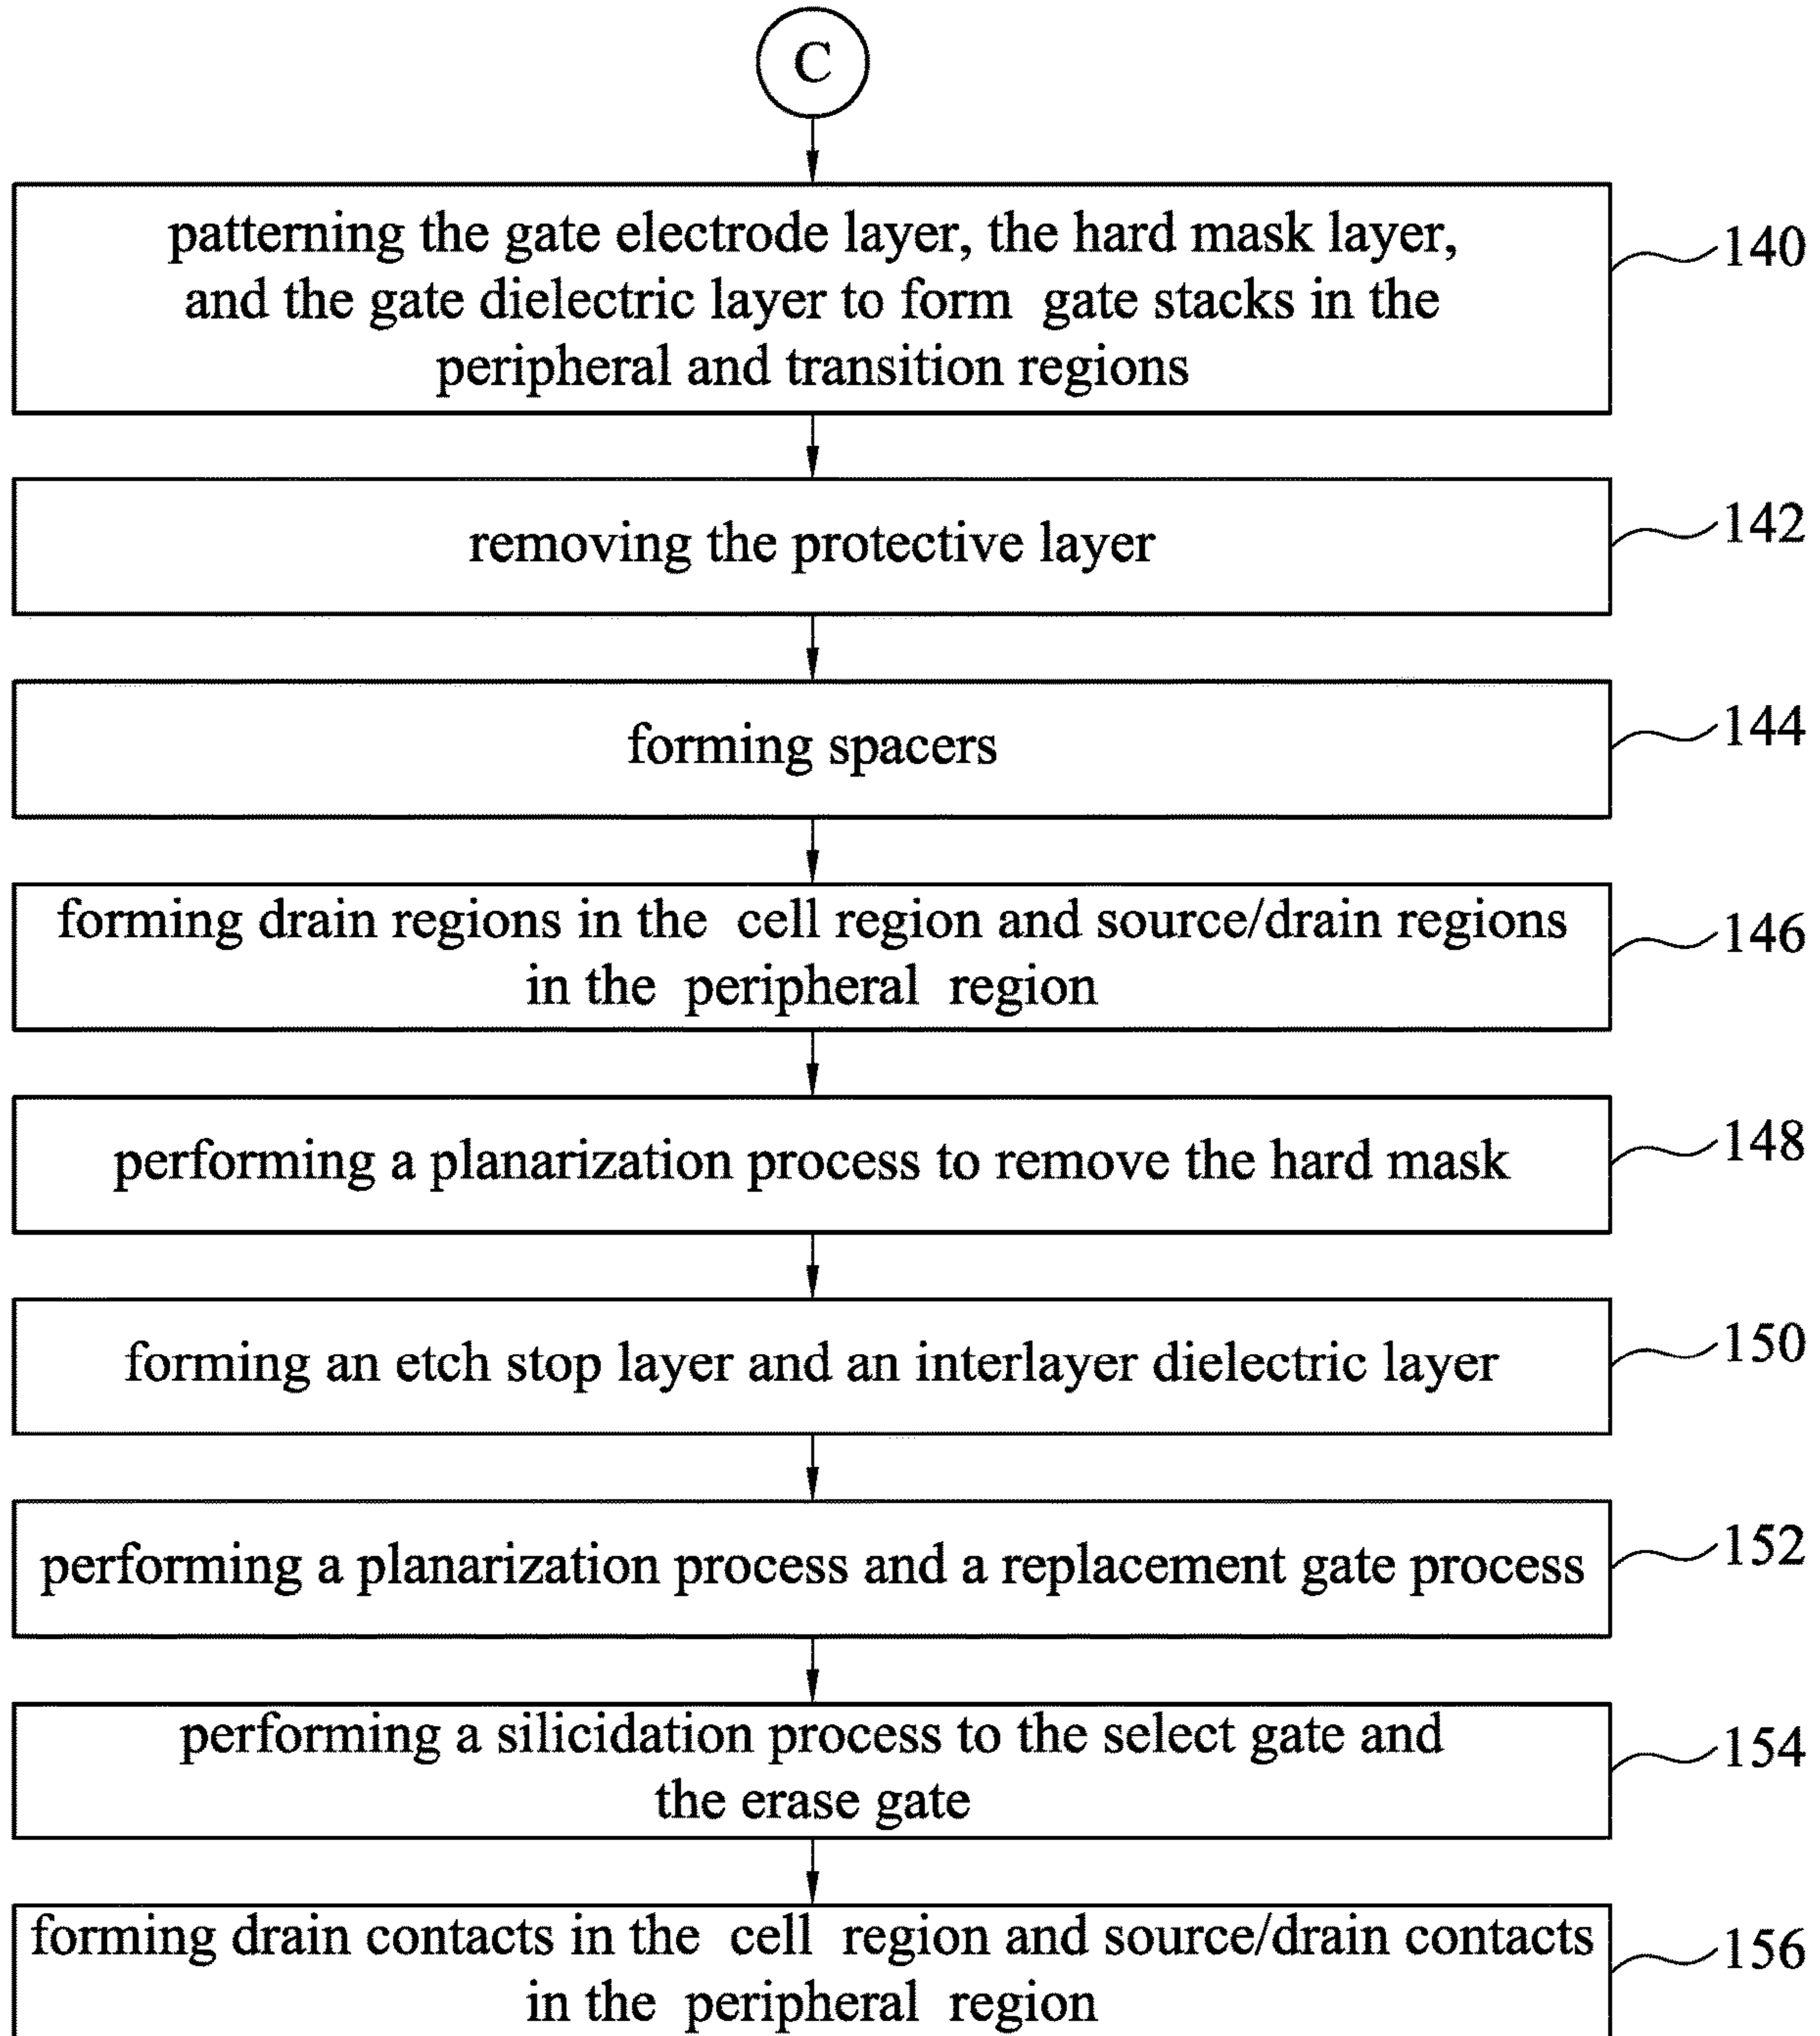 C
patterning the gate electrode layer, the hard mask layer,
and the gate dielectric layer to form gate stacks in the
peripheral and transition regions
140
removing the protective layer
142
forming spacers
144
forming drain regions in the cell region and source/drain regions
in the peripheral region
146
performing a planarization process to remove the hard mask
148
forming an etch stop layer and an interlayer dielectric layer
150
performing a planarization process and a replacement gate process
152
performing a silicidation process to the select gate and
the erase gate
154
forming drain contacts in the cell region and source/drain contacts
in the peripheral region
156